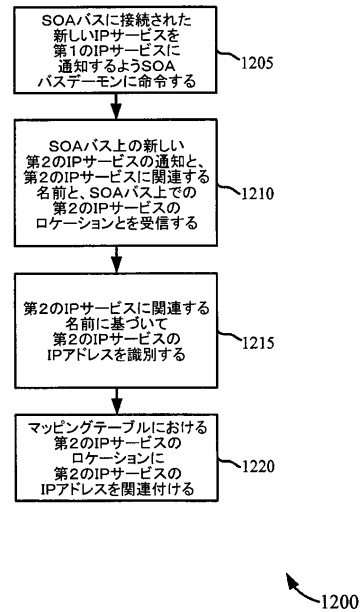 SOAバスに接続された
新しいIPサービスを
第1のIPサービスに
通知するようSOA
バスデーモンに命令する
1205
SOAバス上の新しい
第2のIPサービスの通知と、
第2のIPサービスに関連する
名前と、SOAバス上での
第2のIPサービスの
ロケーションとを受信する
1210
第2のIPサービスに関連する
名前に基づいて
第2のIPサービスの
IPアドレスを識別する
1215
マッピングテーブルにおける
第2のIPサービスの
ロケーションに
第2のIPサービスの
IPアドレスを関連付ける
1220
1200